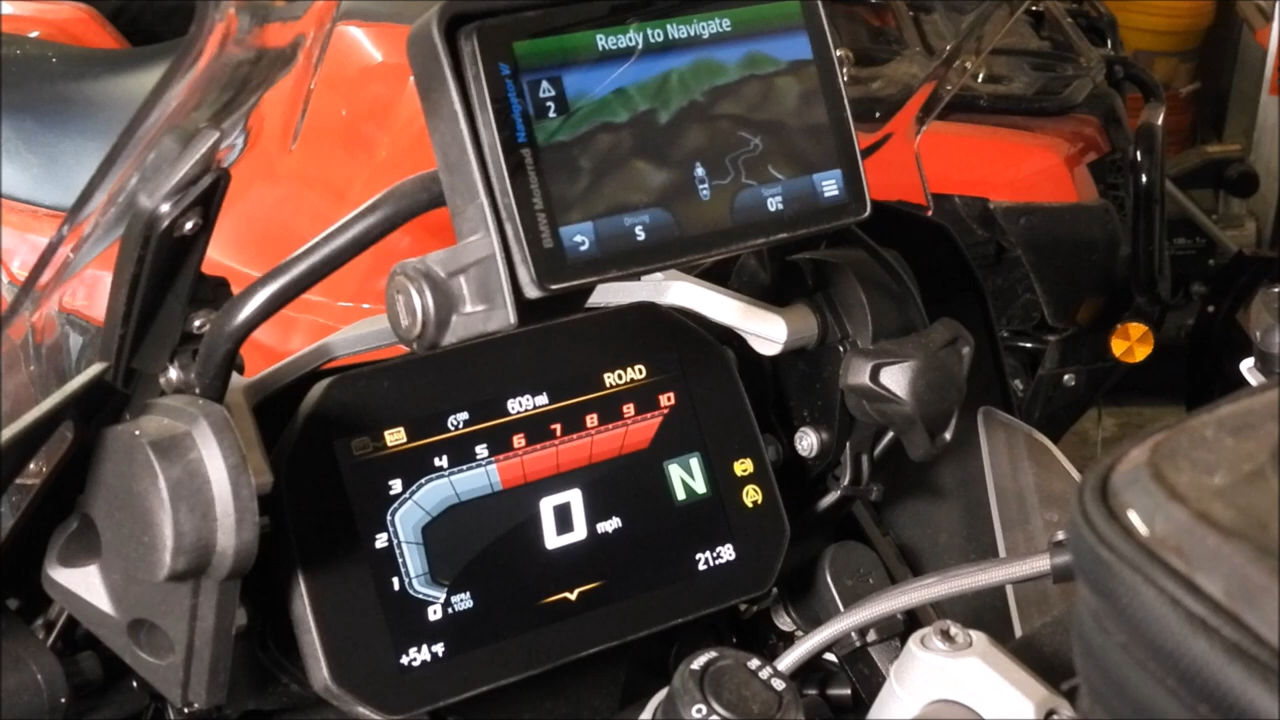 Ready to Navigate
2
BMW Motorrad Navigator VI
Driving
S
Speed
0
ROAD
609 mi
NAV
10
9
8
7
6
5
4
3
2
1
0
RPM
x1000
0 mph
N
21:38
+54 °F